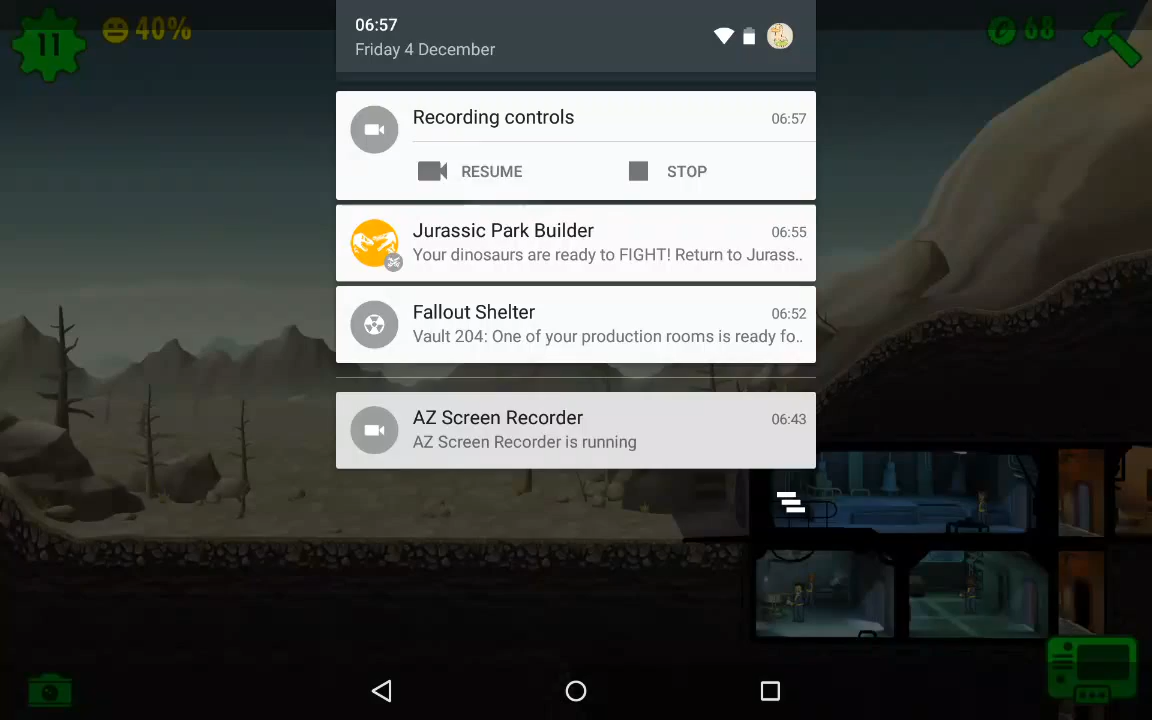 11
40%
06:57
Friday 4 December
68
Recording controls
06:57
RESUME
STOP
Jurassic Park Builder
06:55
Your dinosaurs are ready to FIGHT! Return to Jurass..
Fallout Shelter
06:52
Vault 204: One of your production rooms is ready fo..
AZ Screen Recorder
06:43
AZ Screen Recorder is running